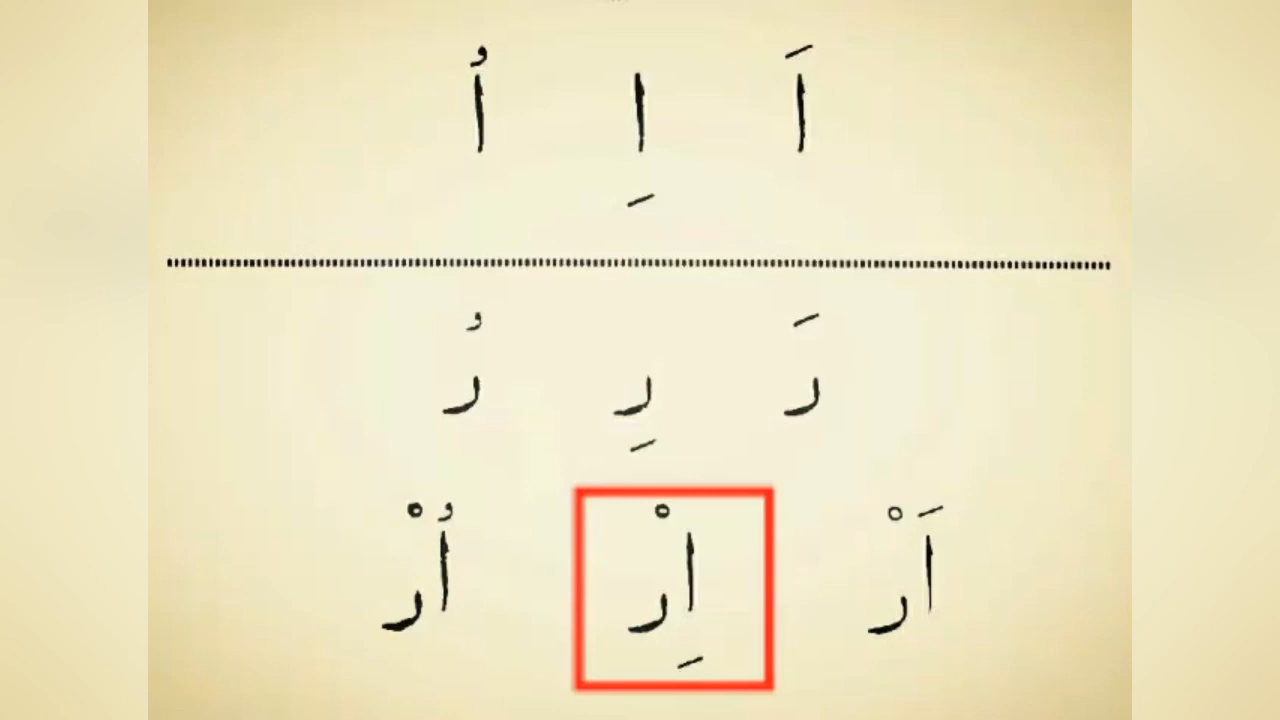 اَ اِ اُ
رَ رِ رُ
اَرْ اِرْ اُرْ